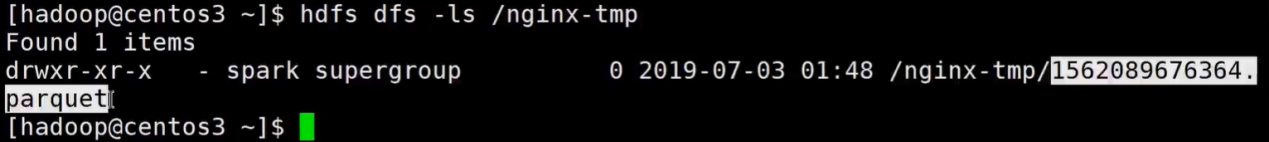 [hadoop@centos3 ~]$ hdfs dfs -ls /nginx-tmp
Found 1 items
drwxr-xr-x   - spark supergroup          0 2019-07-03 01:48 /nginx-tmp/1562089676364.
parquet
[hadoop@centos3 ~]$